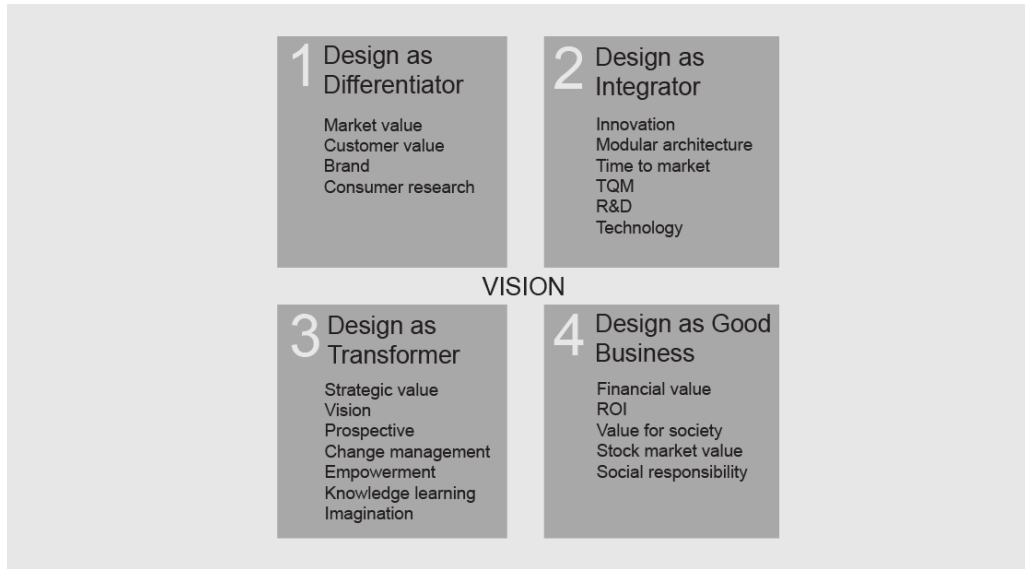 1 Design as
Differentiator
Market value
Customer value
Brand
Consumer research
2 Design as
Integrator
Innovation
Modular architecture
Time to market
TQM
R&D
Technology
VISION
3 Design as
Transformer
Strategic value
Vision
Prospective
Change management
Empowerment
Knowledge learning
Imagination
4 Design as Good
Business
Financial value
ROI
Value for society
Stock market value
Social responsibility